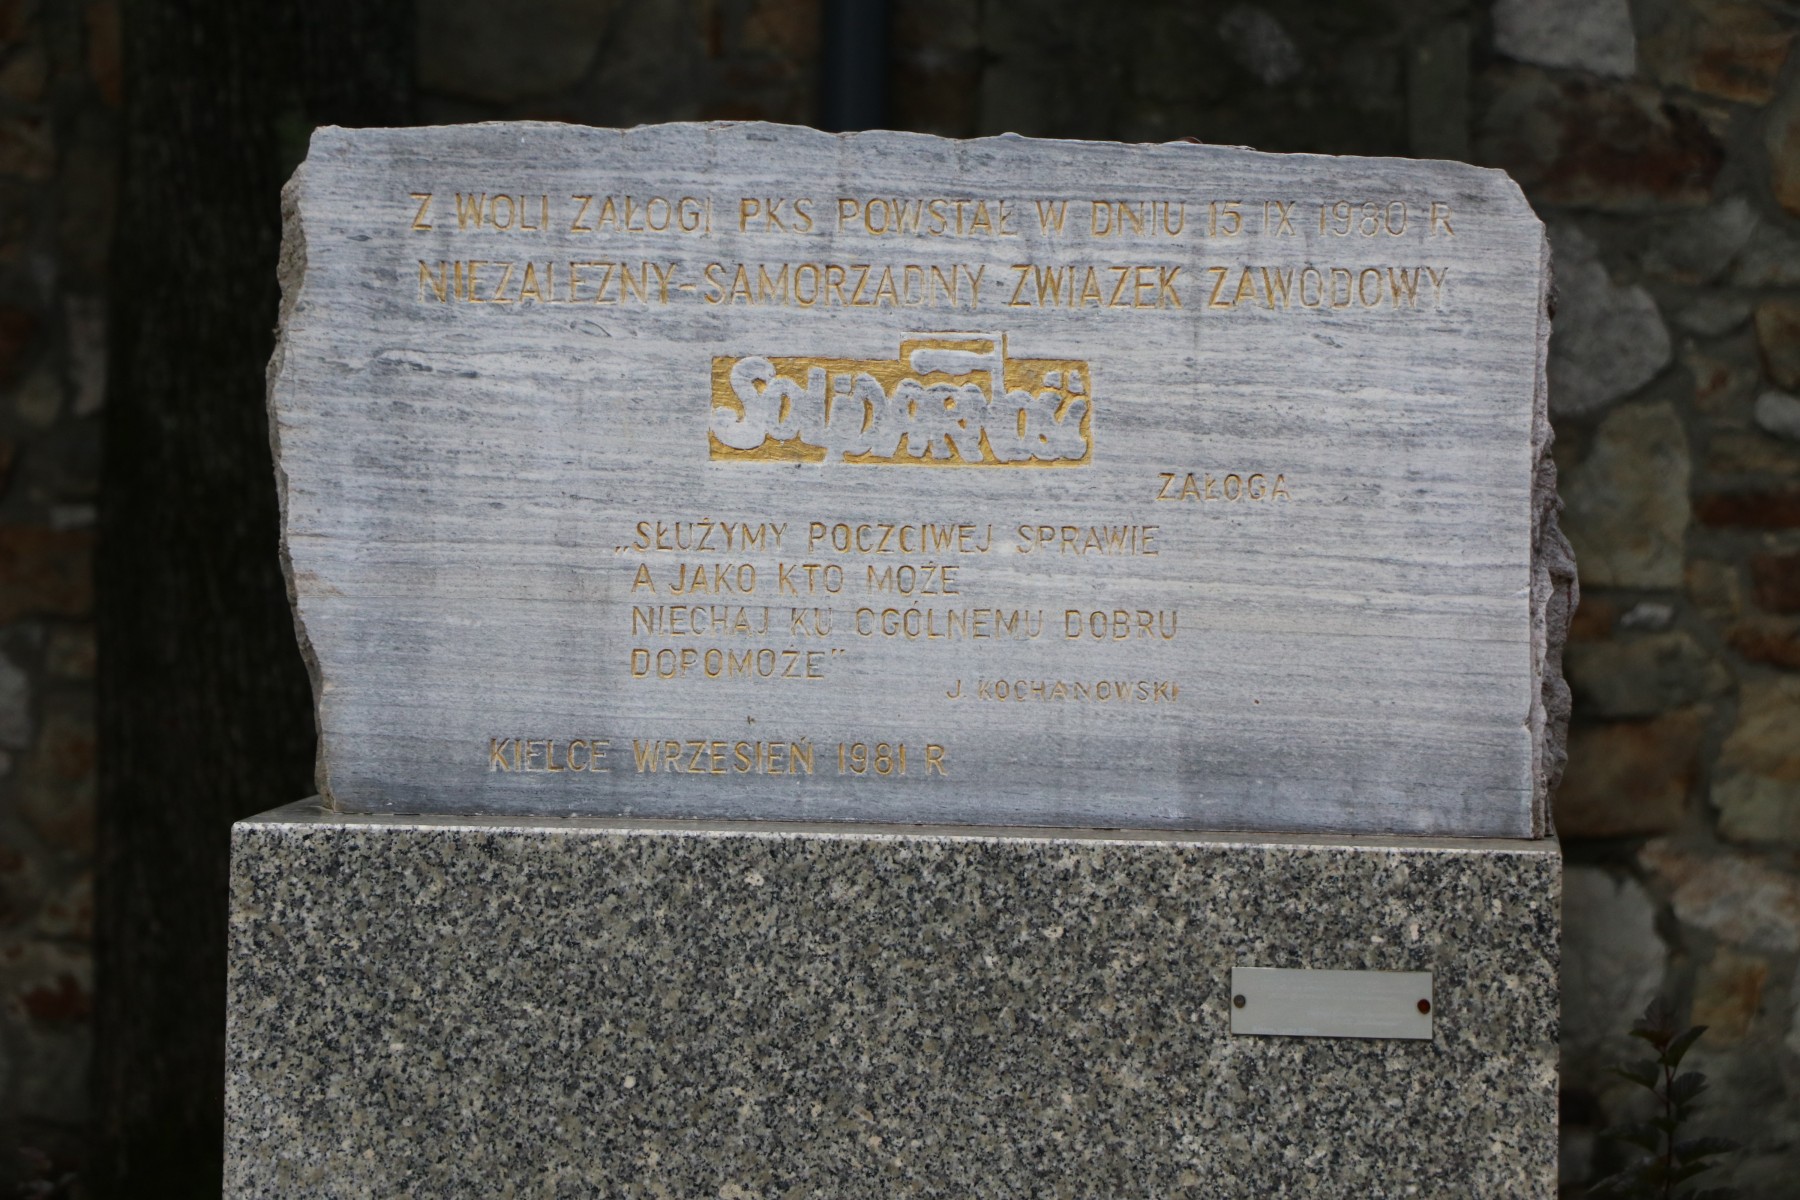 Z WOLI ZAŁOGI PKS POWSTAŁ W DNIU 15 IX 1980 R
NIEZALEŻNY-SAMORZĄDNY ZWIĄZEK ZAWODOWY
Solidarność
ZAŁOGA
„SŁUŻYMY POCZCIWEJ SPRAWIE
A JAKO KTO MOŻE
NIECHAJ KU OGÓLNEMU DOBRU
DOPOMOŻE”
J. KOCHANOWSKI
KIELCE WRZESIEŃ 1981 R